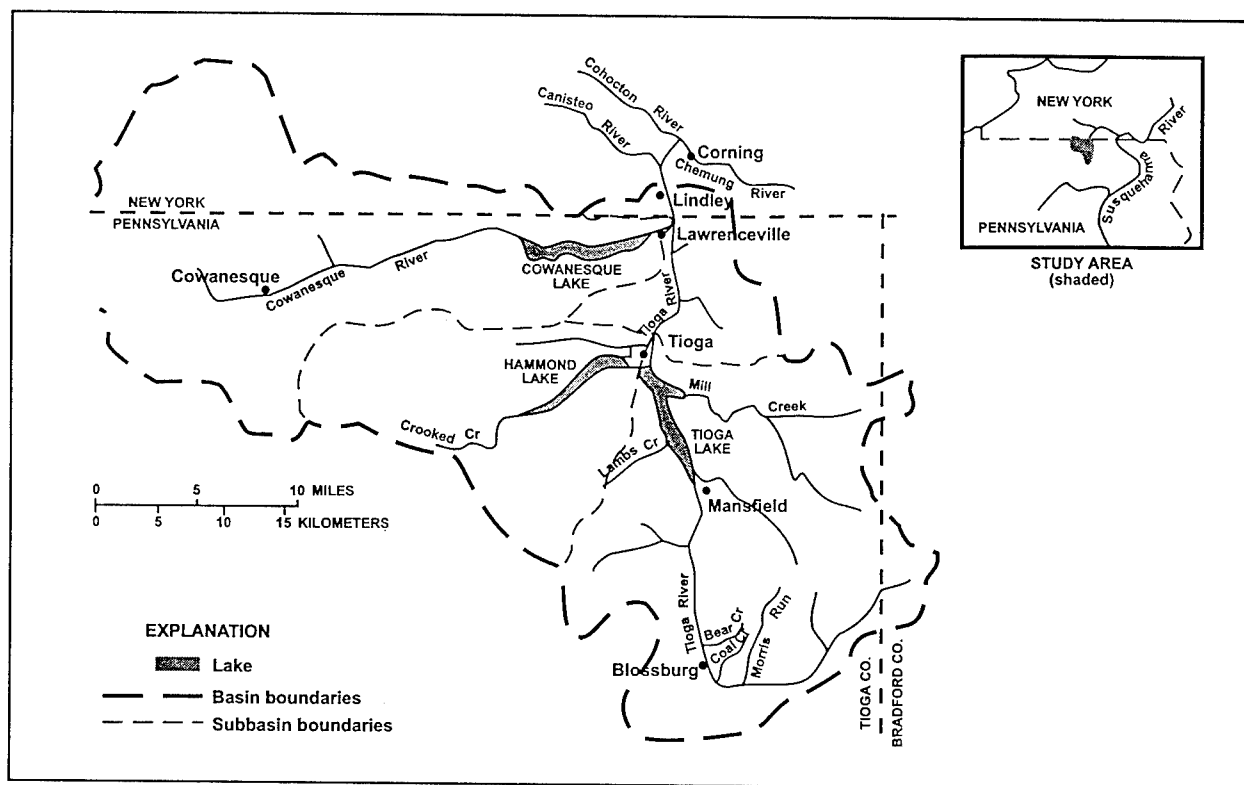 Cohocton River
Canisteo River
Corning
Chemung River
Lindley
NEW YORK
PENNSYLVANIA
Lawrenceville
COWANESQUE
LAKE
Cowanesque
Cowanesque River
Tioga River
Tioga
HAMMOND
LAKE
Mill Creek
Crooked Cr
Lambs Cr
TIOGA
LAKE
Mansfield
0 5 10 MILES
0 5 10 15 KILOMETERS
Tioga River
Bear Cr
Coal Cr
Morris Run
Blossburg
TIOGA CO.
BRADFORD CO.
EXPLANATION
Lake
Basin boundaries
Subbasin boundaries
NEW YORK
River
Susquehanna
PENNSYLVANIA
STUDY AREA
(shaded)